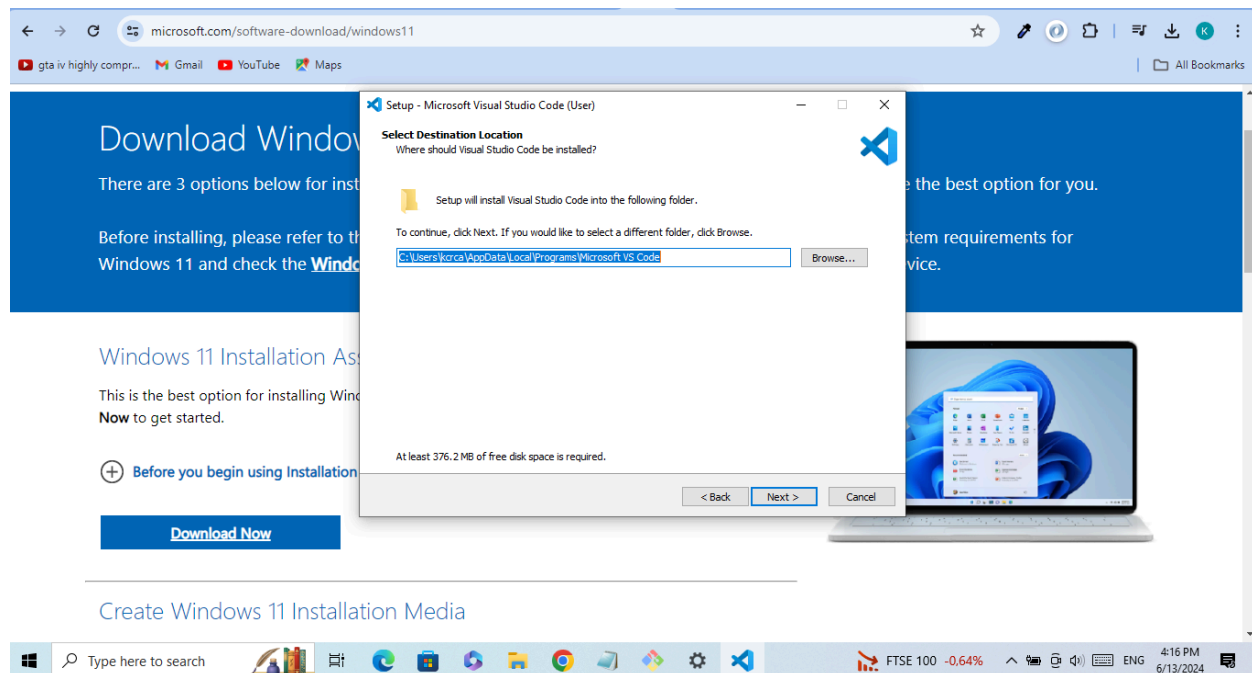 microsoft.com/software-download/windows11
K
gta iv highly compr...
Gmail
YouTube
Maps
All Bookmarks
Download Window
There are 3 options below for inst
e the best option for you.
Before installing, please refer to th
stem requirements for
Windows 11 and check the Windo
vice.
Setup - Microsoft Visual Studio Code (User)
Select Destination Location
Where should Visual Studio Code be installed?
Setup will install Visual Studio Code into the following folder.
To continue, click Next. If you would like to select a different folder, click Browse.
C:\Users\kcrca\AppData\Local\Programs\Microsoft VS Code
Browse...
At least 376.2 MB of free disk space is required.
< Back
Next >
Cancel
Windows 11 Installation Ass
This is the best option for installing Wind
Now to get started.
Before you begin using Installation
Download Now
Create Windows 11 Installation Media
Type here to search
FTSE 100 -0,64%
ENG
4:16 PM
6/13/2024